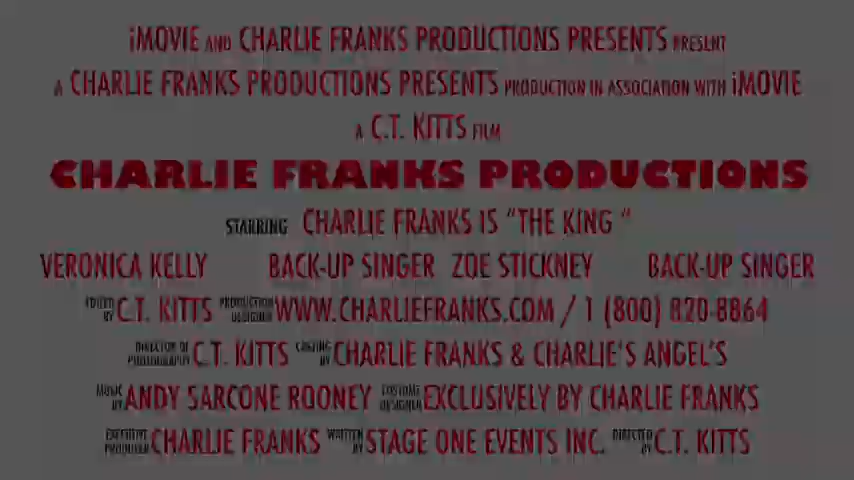 iMOVIE AND CHARLIE FRANKS PRODUCTIONS PRESENTS PRESENT
A CHARLIE FRANKS PRODUCTIONS PRESENTS PRODUCTION IN ASSOCIATION WITH iMOVIE
A C.T. KITTS FILM
CHARLIE FRANKS PRODUCTIONS
STARRING CHARLIE FRANKS IS "THE KING "
VERONICA KELLY BACK-UP SINGER ZOE STICKNEY BACK-UP SINGER
EDITED BY C.T. KITTS PRODUCTION DESIGNER WWW.CHARLIEFRANKS.COM / 1 (800) 820-8864
DIRECTOR OF PHOTOGRAPHY C.T. KITTS CASTING BY CHARLIE FRANKS & CHARLIE'S ANGEL'S
MUSIC BY ANDY SARCONE ROONEY COSTUME DESIGNER EXCLUSIVELY BY CHARLIE FRANKS
EXECUTIVE PRODUCER CHARLIE FRANKS WRITTEN BY STAGE ONE EVENTS INC. DIRECTED BY C.T. KITTS